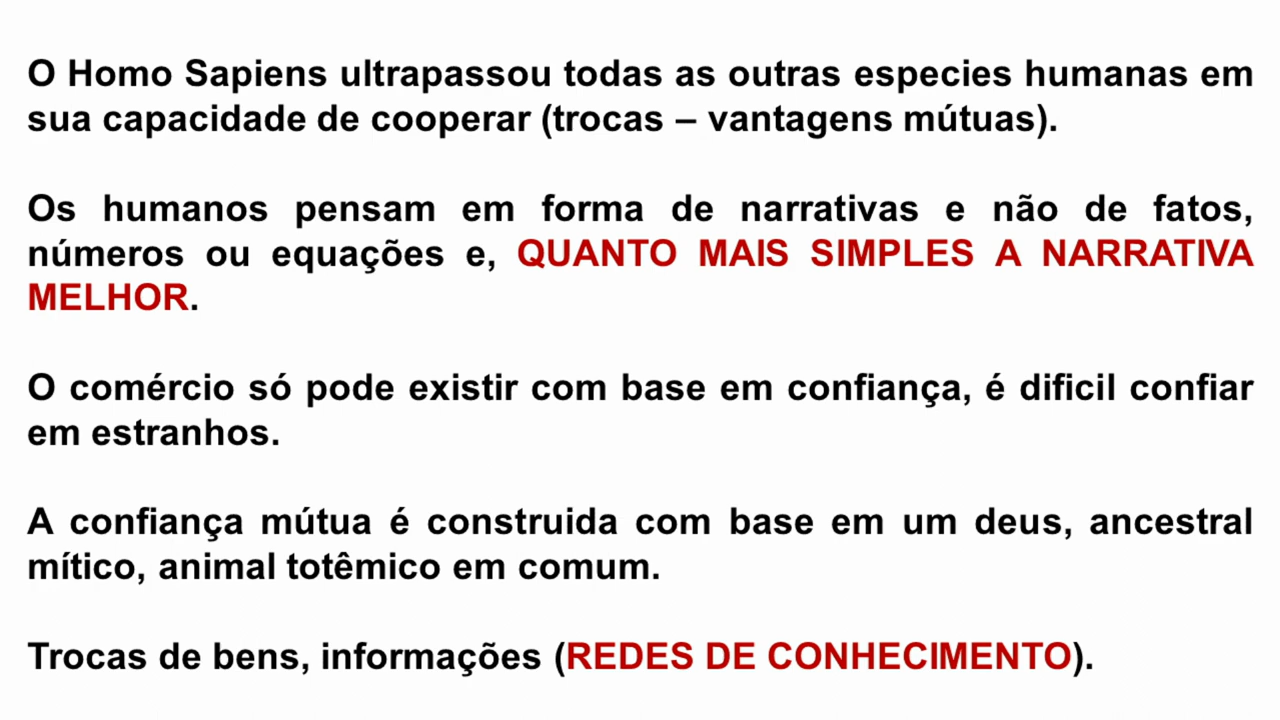 O Homo Sapiens ultrapassou todas as outras especies humanas em
sua capacidade de cooperar (trocas – vantagens mútuas).
Os humanos pensam em forma de narrativas e não de fatos,
números ou equações e, QUANTO MAIS SIMPLES A NARRATIVA
MELHOR.
O comércio só pode existir com base em confiança, é dificil confiar
em estranhos.
A confiança mútua é construida com base em um deus, ancestral
mítico, animal totêmico em comum.
Trocas de bens, informações (REDES DE CONHECIMENTO).